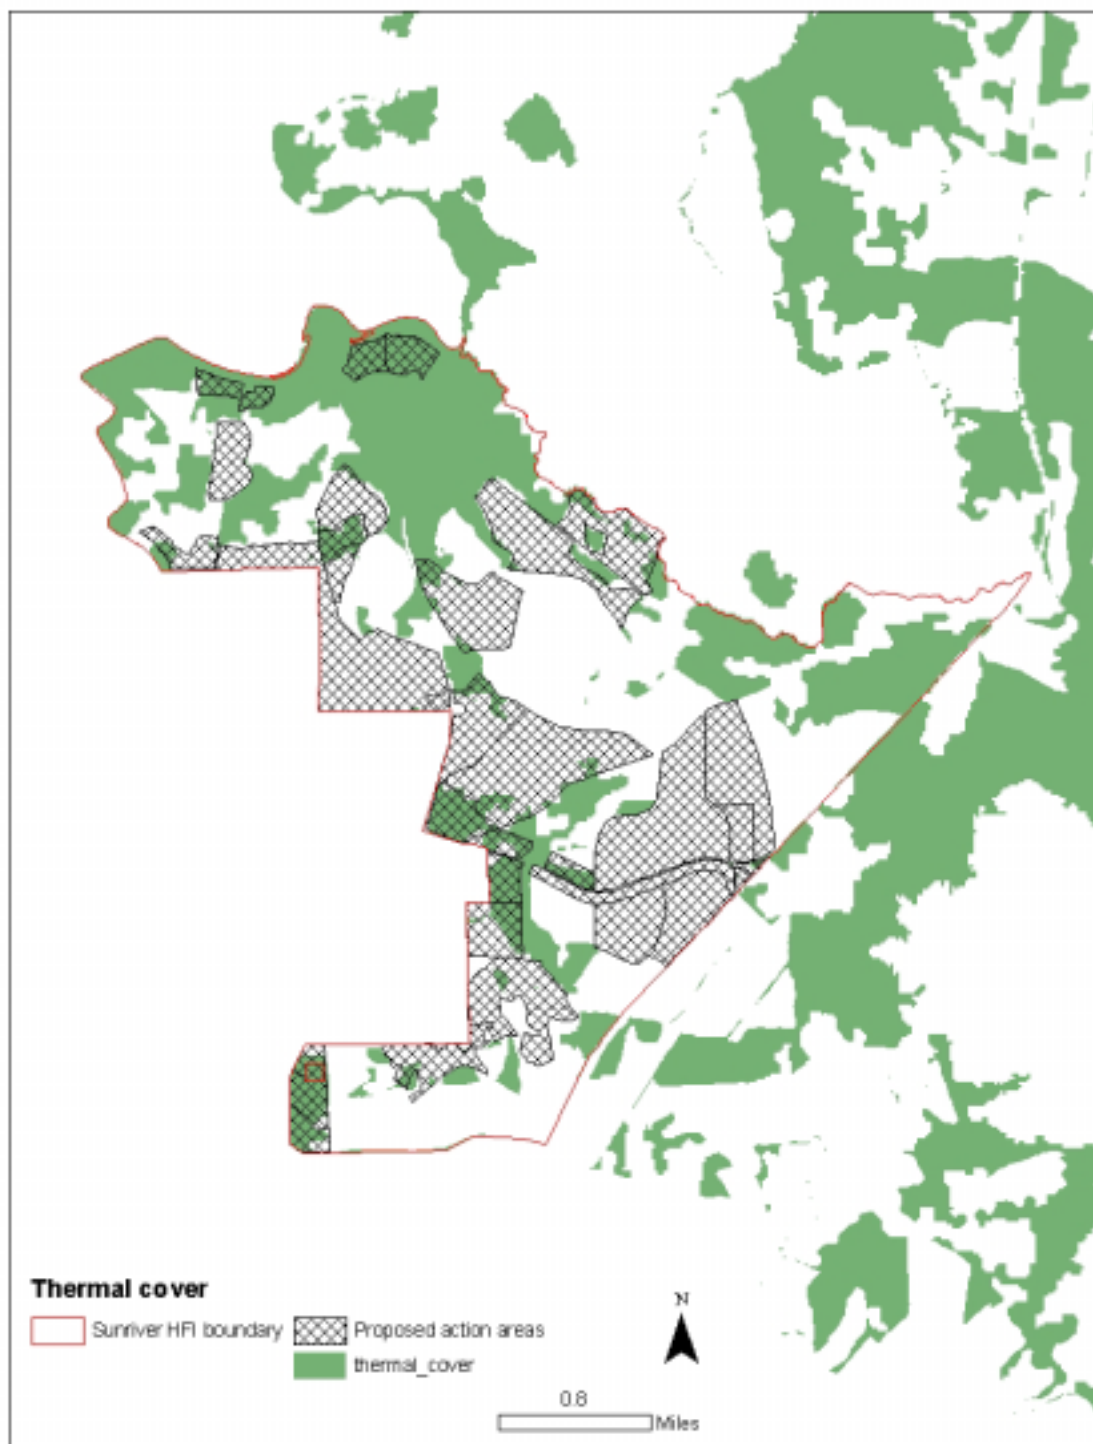 Thermal cover
Sunriver HFI boundary
Proposed action areas
thermal_cover
N
0.8
Miles